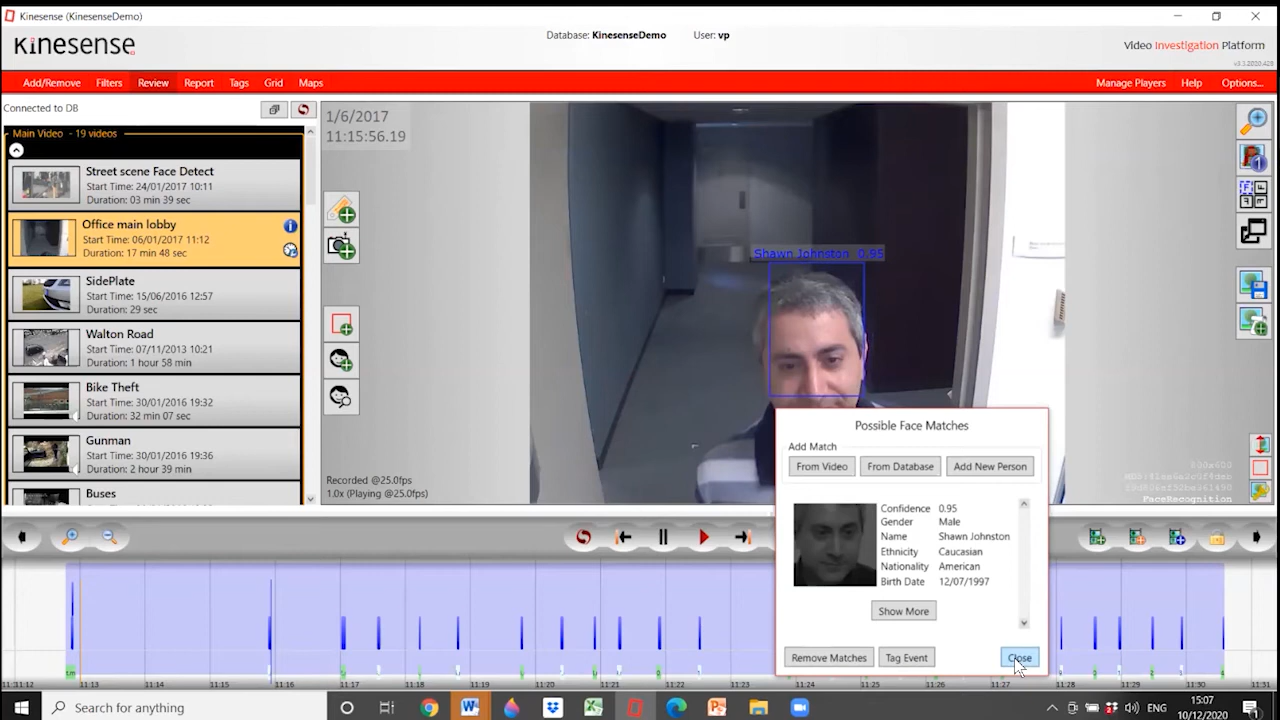 Kinesense (KinesenseDemo)
Kinesense
Database: KinesenseDemo User: vp
Video Investigation Platform
Add/Remove Filters Review Report Tags Grid Maps Manage Players Help Options...
Connected to DB
Main Video - 19 videos
Street scene Face Detect
Start Time: 24/01/2017 10:11
Duration: 03 min 39 sec
Office main lobby
Start Time: 06/01/2017 11:12
Duration: 17 min 48 sec
SidePlate
Start Time: 15/06/2016 12:57
Duration: 29 sec
Walton Road
Start Time: 07/11/2013 10:21
Duration: 1 hour 58 min
Bike Theft
Start Time: 30/01/2016 19:32
Duration: 32 min 07 sec
Gunman
Start Time: 30/01/2016 19:36
Duration: 2 hour 39 min
Buses
1/6/2017
11:15:56.19
Shawn Johnston 0.95
Recorded @25.0fps
1.0x (Playing @25.0fps)
800x600
FaceRecognition
Possible Face Matches
Add Match
From Video From Database Add New Person
Confidence 0.95
Gender Male
Name Shawn Johnston
Ethnicity Caucasian
Nationality American
Birth Date 12/07/1997
Show More
Remove Matches Tag Event Close
11:11:12 11:13 11:14 11:15 11:16 11:17 11:18 11:19 11:20 11:21 11:22 11:23 11:24 11:25 11:26 11:27 11:28 11:29 11:30 11:31
Search for anything
ENG
15:07
10/12/2020